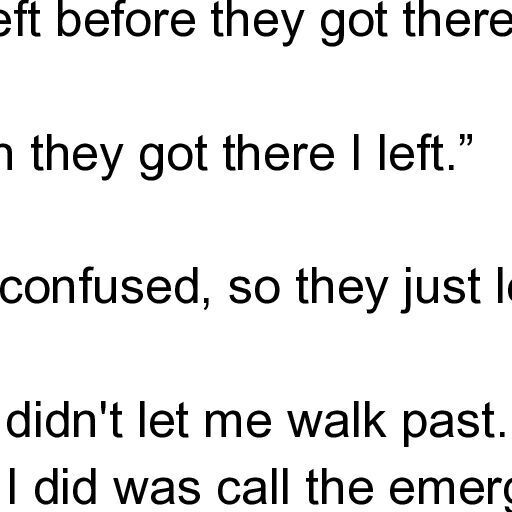 eft before they got there
n they got there I left.”
confused, so they just l
didn't let me walk past.
I did was call the emerg